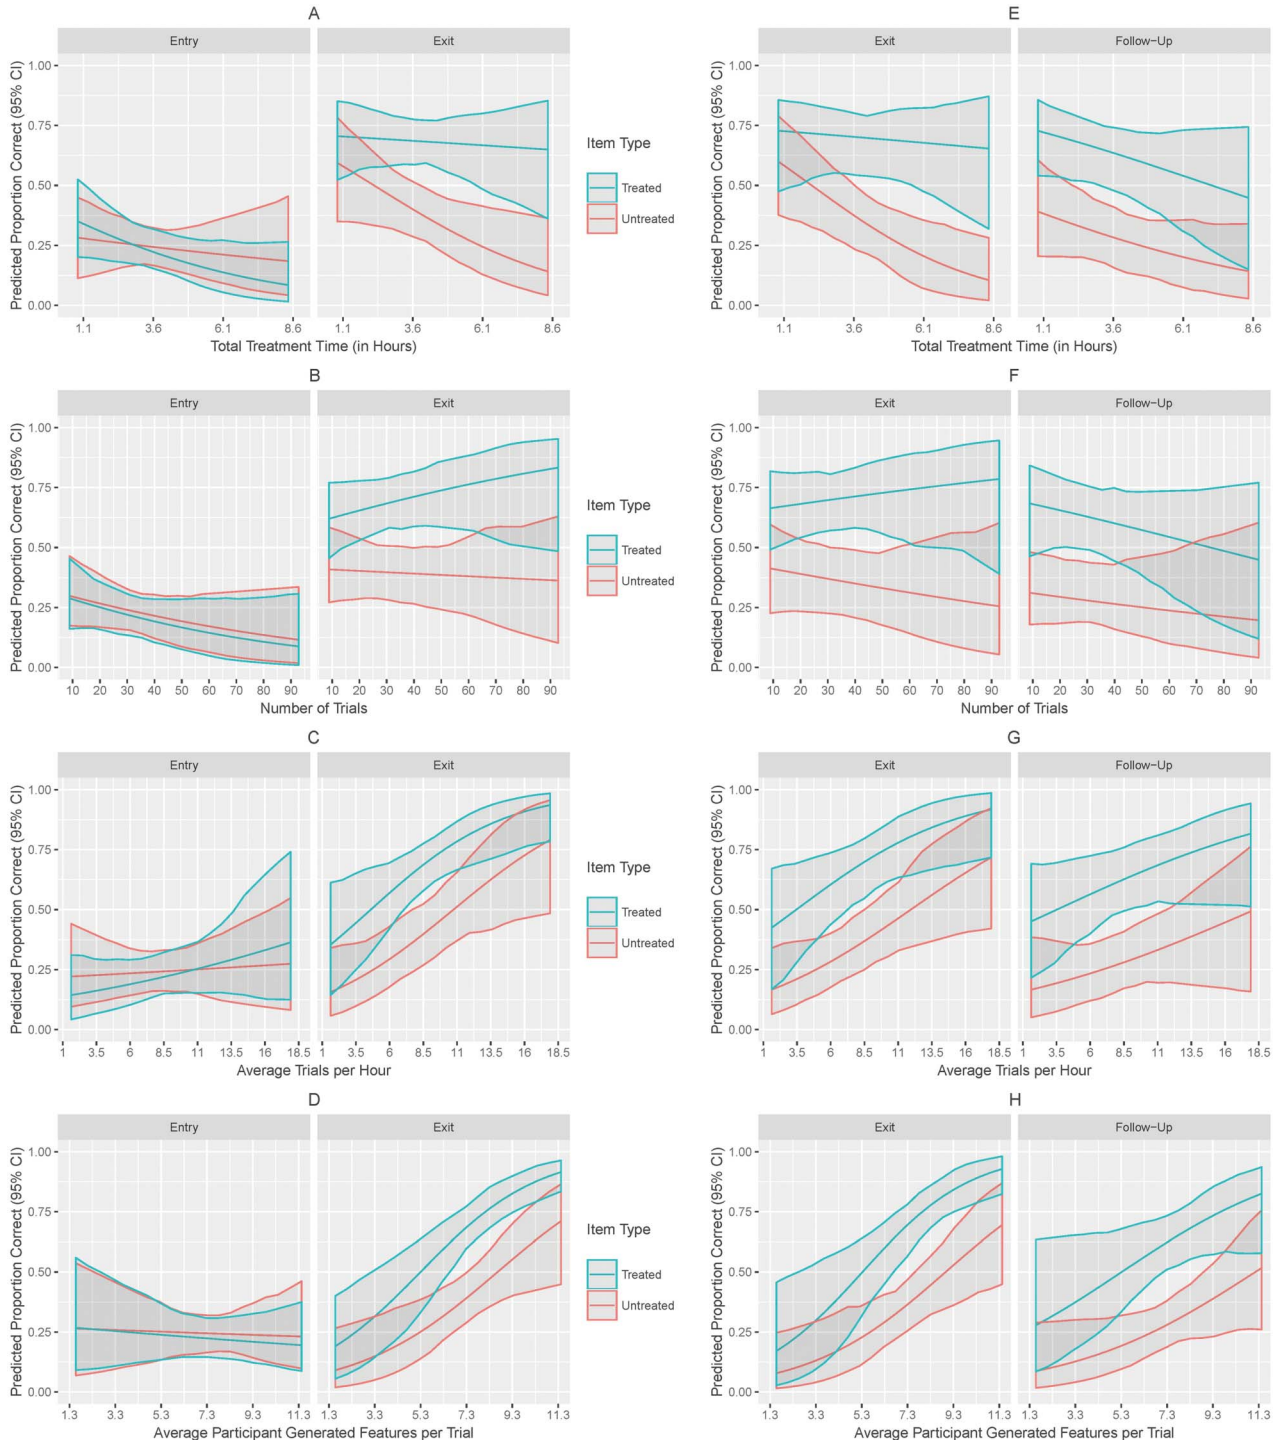 A
Entry
Exit
Predicted Proportion Correct (95% CI)
1.00
0.75
0.50
0.25
0.00
1.1 3.6 6.1 8.6
1.1 3.6 6.1 8.6
Total Treatment Time (in Hours)
Item Type
Treated
Untreated
E
Exit
Follow-Up
Predicted Proportion Correct (95% CI)
1.00
0.75
0.50
0.25
0.00
1.1 3.6 6.1 8.6
1.1 3.6 6.1 8.6
Total Treatment Time (in Hours)
B
Entry
Exit
Predicted Proportion Correct (95% CI)
1.00
0.75
0.50
0.25
0.00
10 20 30 40 50 60 70 80 90
10 20 30 40 50 60 70 80 90
Number of Trials
Item Type
Treated
Untreated
F
Exit
Follow-Up
Predicted Proportion Correct (95% CI)
1.00
0.75
0.50
0.25
0.00
10 20 30 40 50 60 70 80 90
10 20 30 40 50 60 70 80 90
Number of Trials
C
Entry
Exit
Predicted Proportion Correct (95% CI)
1.00
0.75
0.50
0.25
0.00
1 3.5 6 8.5 11 13.5 16 18.5
1 3.5 6 8.5 11 13.5 16 18.5
Average Trials per Hour
Item Type
Treated
Untreated
G
Exit
Follow-Up
Predicted Proportion Correct (95% CI)
1.00
0.75
0.50
0.25
0.00
1 3.5 6 8.5 11 13.5 16 18.5
1 3.5 6 8.5 11 13.5 16 18.5
Average Trials per Hour
D
Entry
Exit
Predicted Proportion Correct (95% CI)
1.00
0.75
0.50
0.25
0.00
1.3 3.3 5.3 7.3 9.3 11.3
1.3 3.3 5.3 7.3 9.3 11.3
Average Participant Generated Features per Trial
Item Type
Treated
Untreated
H
Exit
Follow-Up
Predicted Proportion Correct (95% CI)
1.00
0.75
0.50
0.25
0.00
1.3 3.3 5.3 7.3 9.3 11.3
1.3 3.3 5.3 7.3 9.3 11.3
Average Participant Generated Features per Trial